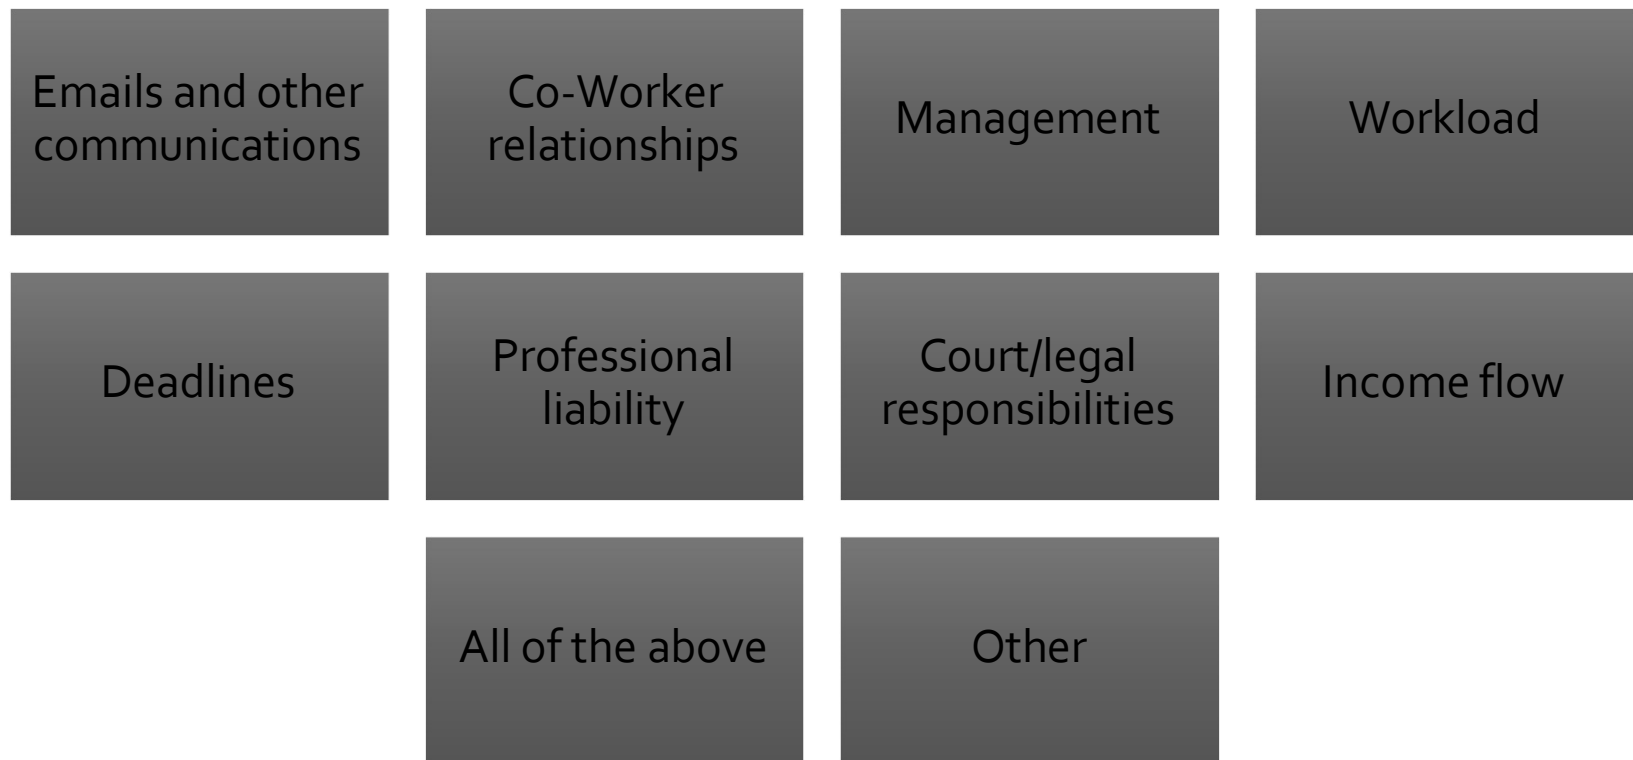 Emails and other
communications
Co-Worker
relationships
Management
Workload
Deadlines
Professional
liability
Court/legal
responsibilities
Income flow
All of the above
Other